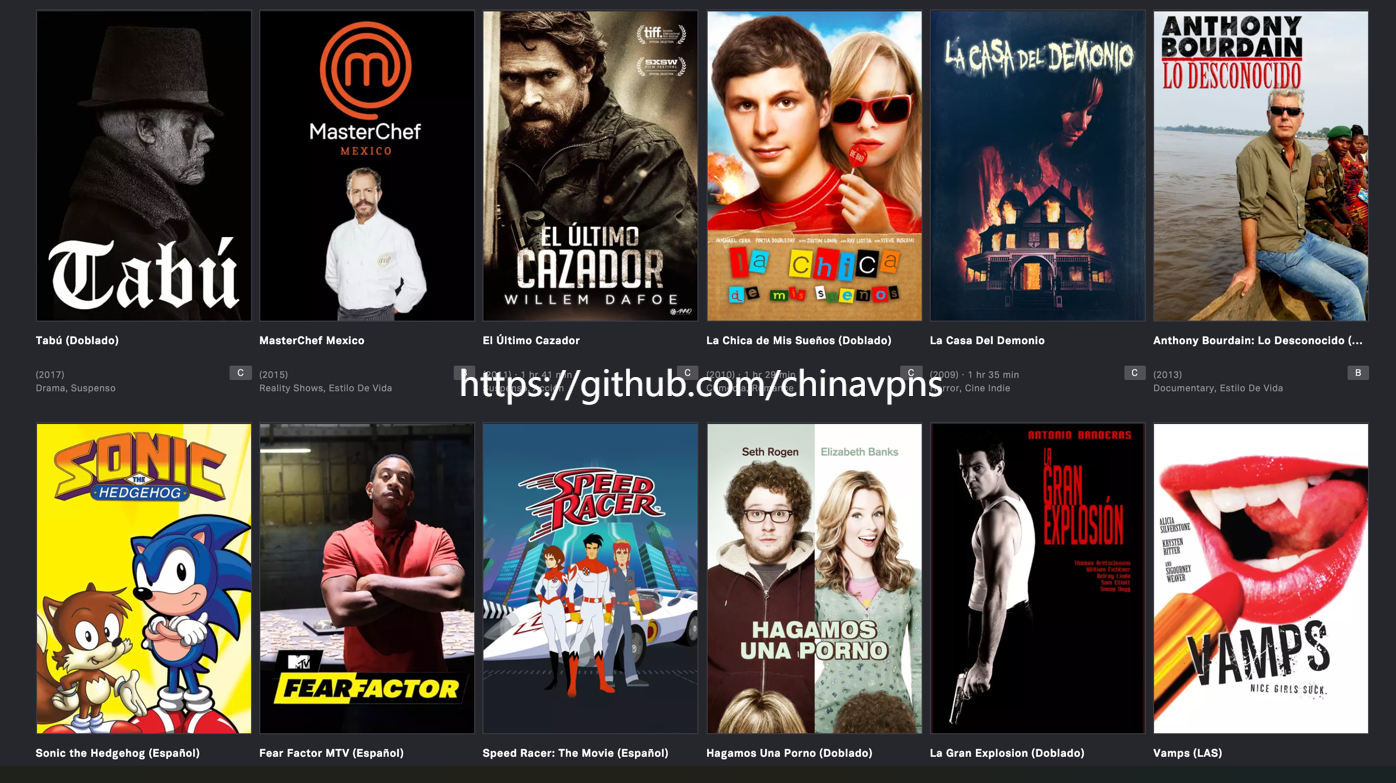 Tabú
MasterChef
MEXICO
tiff.
SXSW
FILM FESTIVAL
EL ÚLTIMO
CAZADOR
WILLEM DAFOE
la Chica
de mis sueños
LA CASA DEL DEMONIO
ANTHONY
BOURDAIN
LO DESCONOCIDO
Tabú (Doblado)
MasterChef Mexico
El Último Cazador
La Chica de Mis Sueños (Doblado)
La Casa Del Demonio
Anthony Bourdain: Lo Desconocido (...
(2017)
Drama, Suspenso
C
(2015)
Reality Shows, Estilo De Vida
(2011) · 1 hr 41 min
C
(2010) · 1 hr 29 min
C
(2009) · 1 hr 35 min
Horror, Cine Indie
C
(2013)
Documentary, Estilo De Vida
B
https://github.com/chinavpns
SONIC
THE
HEDGEHOG
MTV
FEAR FACTOR
SPEED
RACER
Seth Rogen
Elizabeth Banks
HAGAMOS
UNA PORNO
ANTONIO BANDERAS
LA
GRAN
EXPLOSIÓN
ALICIA
SILVERSTONE
KRYSTEN
RITTER
AND
SIGOURNEY
WEAVER
VAMPS
NICE GIRLS SUCK.
Sonic the Hedgehog (Español)
Fear Factor MTV (Español)
Speed Racer: The Movie (Español)
Hagamos Una Porno (Doblado)
La Gran Explosion (Doblado)
Vamps (LAS)